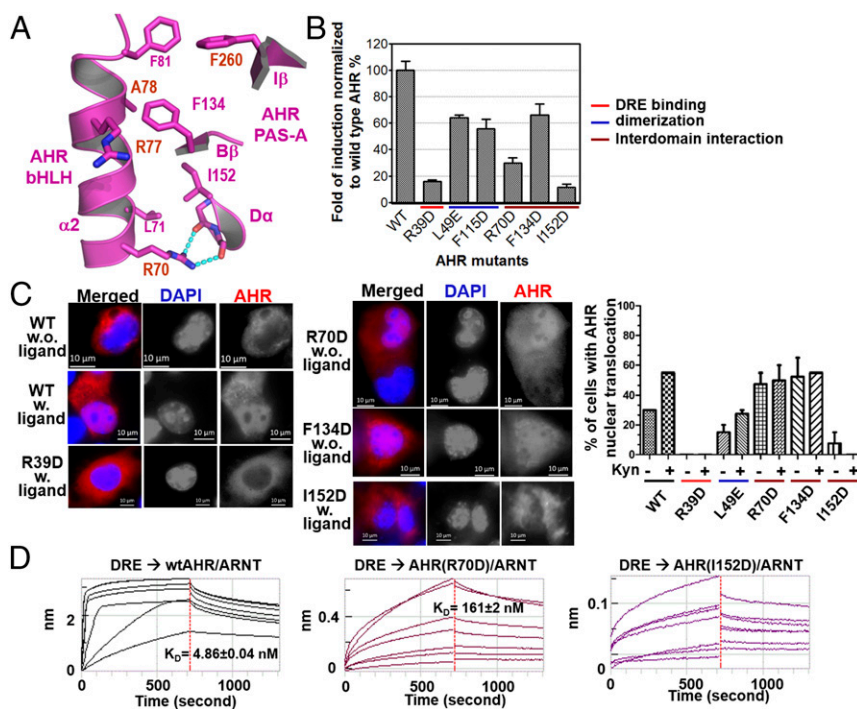 A
F81
F260
Iβ
A78
F134
AHR
PAS-A
R77
Bβ
AHR
bHLH
I152
α2
L71
Dα
R70
B
Fold of induction normalized
to wild type AHR %
120
100
80
60
40
20
0
WT
R39D
L49E
F115D
R70D
F134D
I152D
AHR mutants
DRE binding
dimerization
Interdomain interaction
C
Merged DAPI AHR
WT
w.o.
ligand
10 µm 10 µm 10 µm
WT
w.
ligand
10 µm 10 µm 10 µm
R39D
w.
ligand
10 µm 10 µm 10 µm
Merged DAPI AHR
R70D
w.o.
ligand
10 µm 10 µm 10 µm
F134D
w.o.
ligand
10 µm 10 µm 10 µm
I152D
w.
ligand
10 µm 10 µm 10 µm
% of cells with AHR
nuclear translocation
100
80
60
40
20
0
Kyn - + - + - + - + - + - +
WT
R39D
L49E
R70D
F134D
I152D
D
DRE → wtAHR/ARNT
nm
2
0
K_D= 4.86±0.04 nM
0 500 1000
Time (second)
DRE → AHR(R70D)/ARNT
nm
0.4
0
K_D= 161±2 nM
0 500 1000
Time (second)
DRE → AHR(I152D)/ARNT
nm
0.1
0
0 500 1000
Time (second)